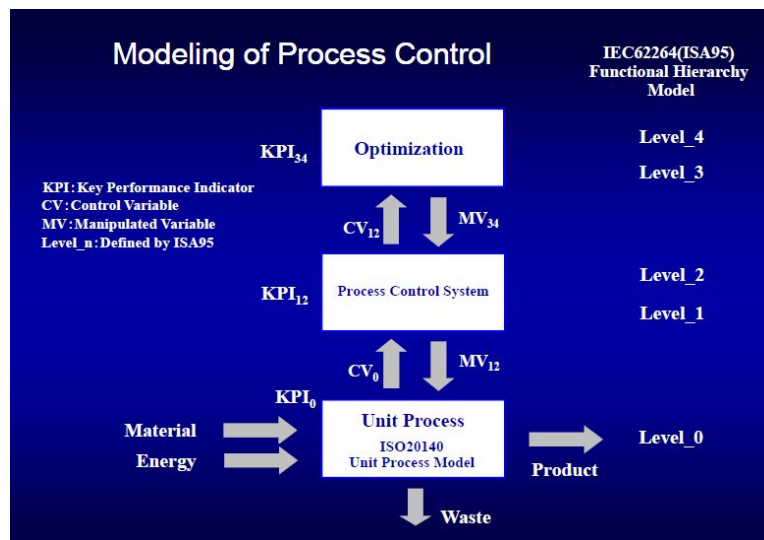 Modeling of Process Control
IEC62264(ISA95)
Functional Hierarchy
Model
KPI34
Optimization
Level_4
Level_3
KPI：Key Performance Indicator
CV：Control Variable
MV：Manipulated Variable
Level_n：Defined by ISA95
CV12
MV34
KPI12
Process Control System
Level_2
Level_1
CV0
MV12
KPI0
Unit Process
ISO20140
Unit Process Model
Material
Energy
Level_0
Product
Waste